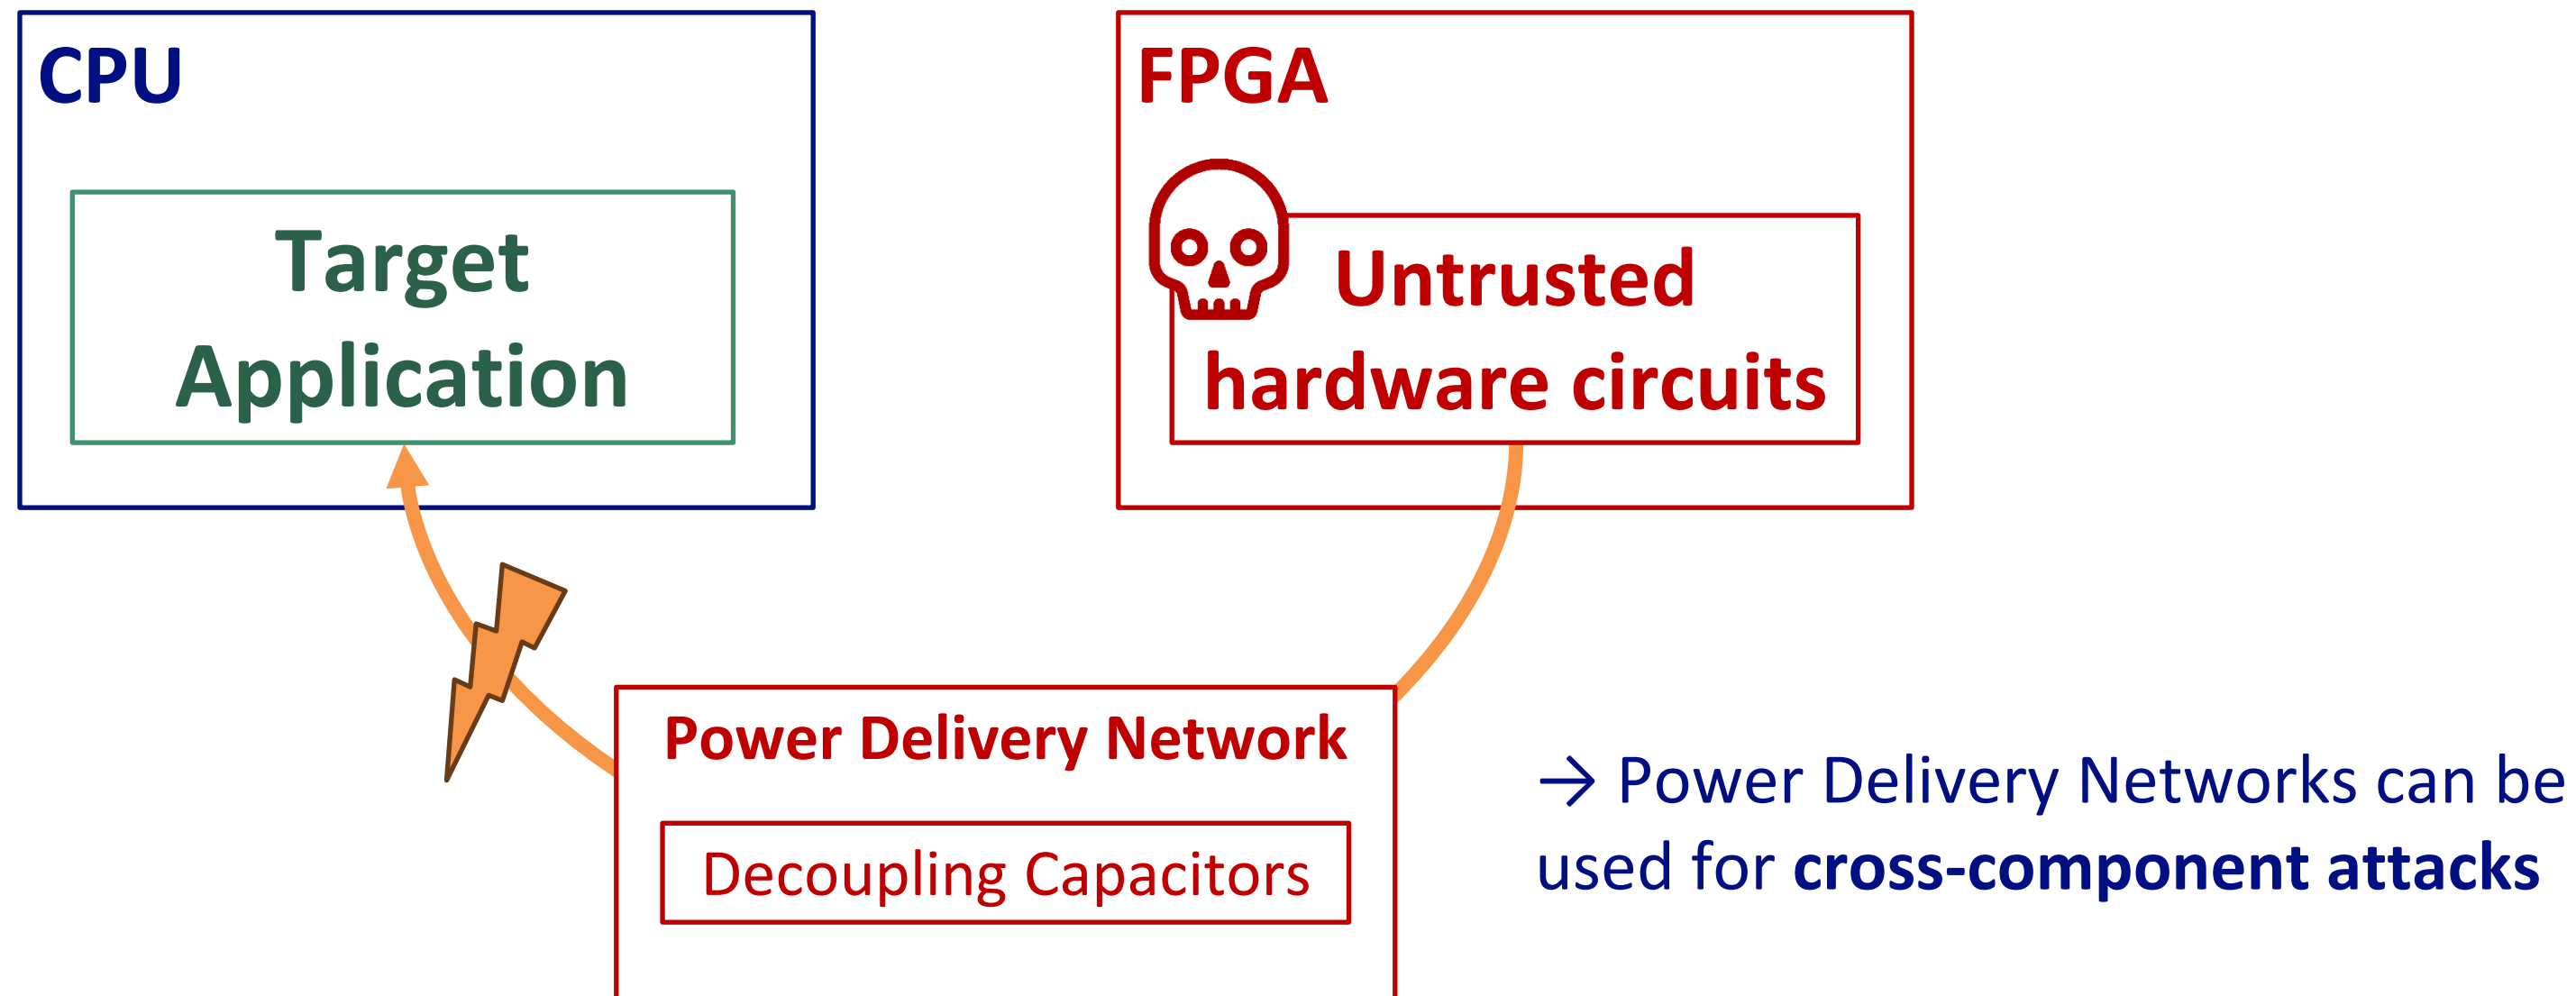 CPU
Target
Application
FPGA
Untrusted
hardware circuits
Power Delivery Network
Decoupling Capacitors
→ Power Delivery Networks can be
used for cross-component attacks